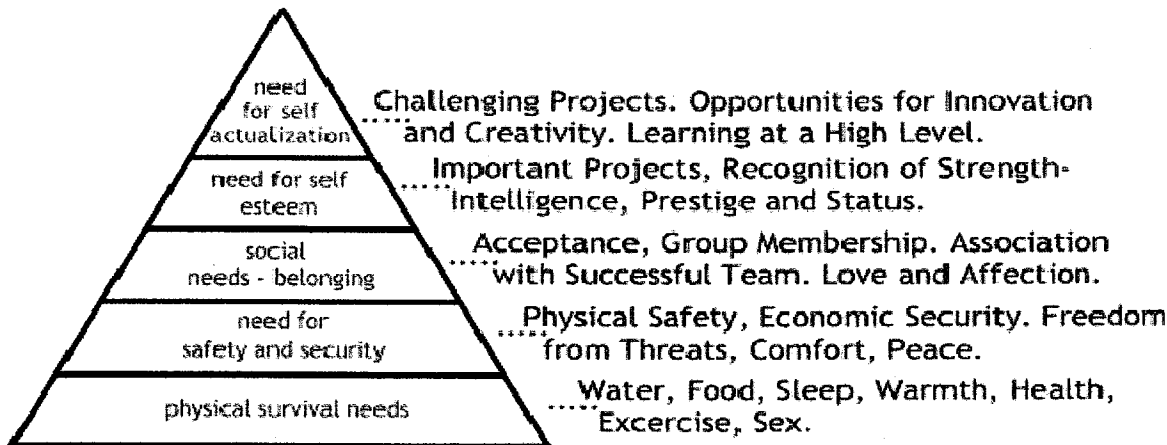 need
for self
actualization
Challenging Projects. Opportunities for Innovation
and Creativity. Learning at a High Level.
need for self
esteem
Important Projects, Recognition of Strength-
Intelligence, Prestige and Status.
social
needs - belonging
Acceptance, Group Membership. Association
with Successful Team. Love and Affection.
need for
safety and security
Physical Safety, Economic Security. Freedom
from Threats, Comfort, Peace.
physical survival needs
Water, Food, Sleep, Warmth, Health,
Excercise, Sex.